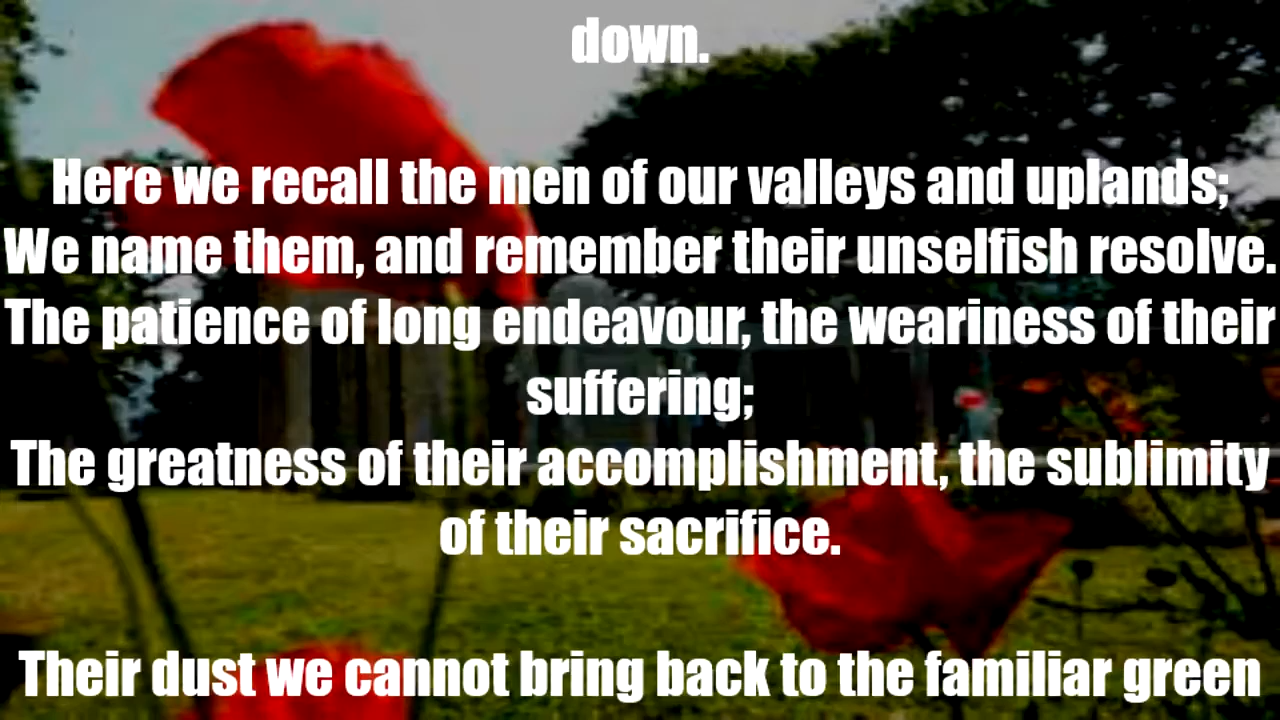 down.
Here we recall the men of our valleys and uplands;
We name them, and remember their unselfish resolve.
The patience of long endeavour, the weariness of their
suffering;
The greatness of their accomplishment, the sublimity
of their sacrifice.
Their dust we cannot bring back to the familiar green